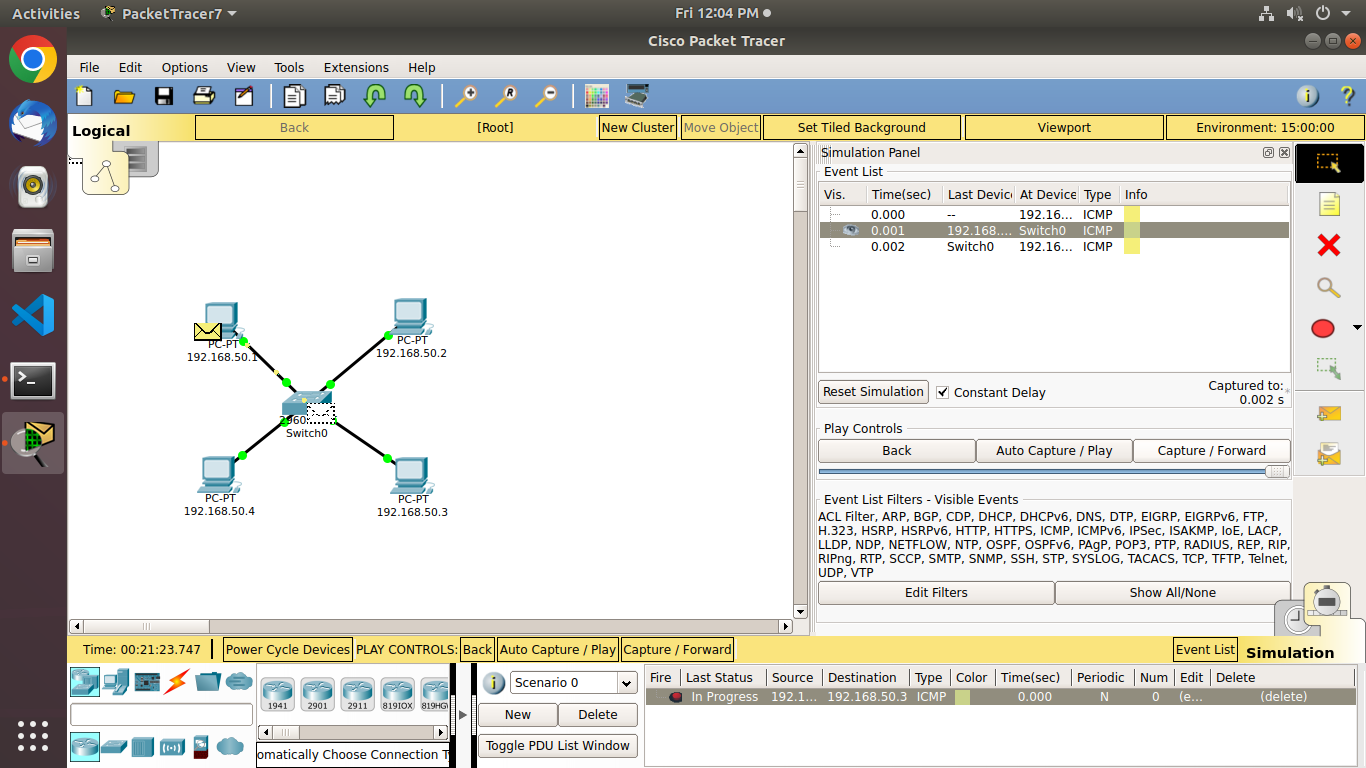 Activities PacketTracer7 Fri 12:04 PM
Cisco Packet Tracer
File Edit Options View Tools Extensions Help
Logical Back [Root] New Cluster Move Object Set Tiled Background Viewport Environment: 15:00:00
Simulation Panel
Event List
Vis. Time(sec) Last Device At Device Type Info
0.000 -- 192.16... ICMP
0.001 192.168.... Switch0 ICMP
0.002 Switch0 192.16... ICMP
PC-PT
192.168.50.1
PC-PT
192.168.50.2
2960
Switch0
PC-PT
192.168.50.4
PC-PT
192.168.50.3
Reset Simulation Constant Delay Captured to:
0.002 s
Play Controls
Back Auto Capture / Play Capture / Forward
Event List Filters - Visible Events
ACL Filter, ARP, BGP, CDP, DHCP, DHCPv6, DNS, DTP, EIGRP, EIGRPv6, FTP,
H.323, HSRP, HSRPv6, HTTP, HTTPS, ICMP, ICMPv6, IPSec, ISAKMP, IoE, LACP,
LLDP, NDP, NETFLOW, NTP, OSPF, OSPFv6, PAgP, POP3, PTP, RADIUS, REP, RIP,
RIPng, RTP, SCCP, SMTP, SNMP, SSH, STP, SYSLOG, TACACS, TCP, TFTP, Telnet,
UDP, VTP
Edit Filters Show All/None
Time: 00:21:23.747 Power Cycle Devices PLAY CONTROLS: Back Auto Capture / Play Capture / Forward Event List Simulation
1941 2901 2911 819IOX 819HGW
omatically Choose Connection T
Scenario 0
New Delete
Toggle PDU List Window
Fire Last Status Source Destination Type Color Time(sec) Periodic Num Edit Delete
In Progress 192.1... 192.168.50.3 ICMP 0.000 N 0 (e... (delete)